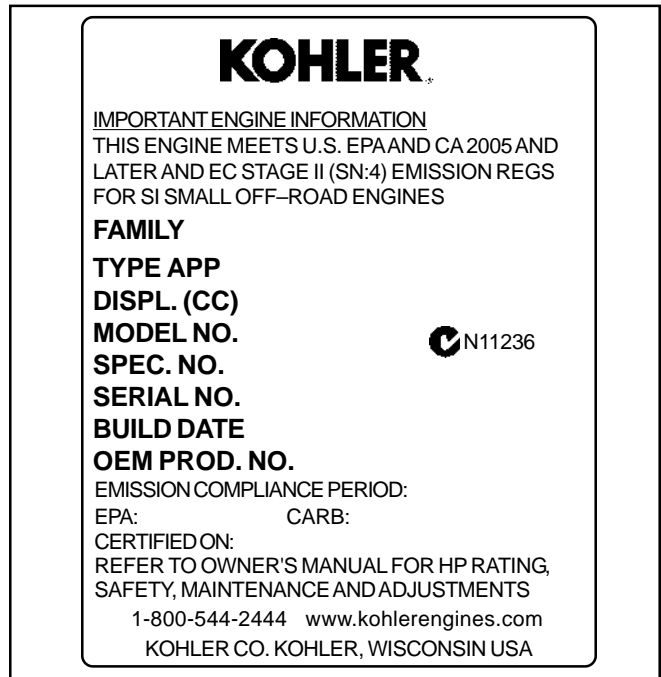 KOHLER
IMPORTANT ENGINE INFORMATION
THIS ENGINE MEETS U.S. EPA AND CA 2005 AND
LATER AND EC STAGE II (SN:4) EMISSION REGS
FOR SI SMALL OFF–ROAD ENGINES
FAMILY
TYPE APP
DISPL. (CC)
MODEL NO.
N11236
SPEC. NO.
SERIAL NO.
BUILD DATE
OEM PROD. NO.
EMISSION COMPLIANCE PERIOD:
EPA: CARB:
CERTIFIED ON:
REFER TO OWNER'S MANUAL FOR HP RATING,
SAFETY, MAINTENANCE AND ADJUSTMENTS
1-800-544-2444 www.kohlerengines.com
KOHLER CO. KOHLER, WISCONSIN USA